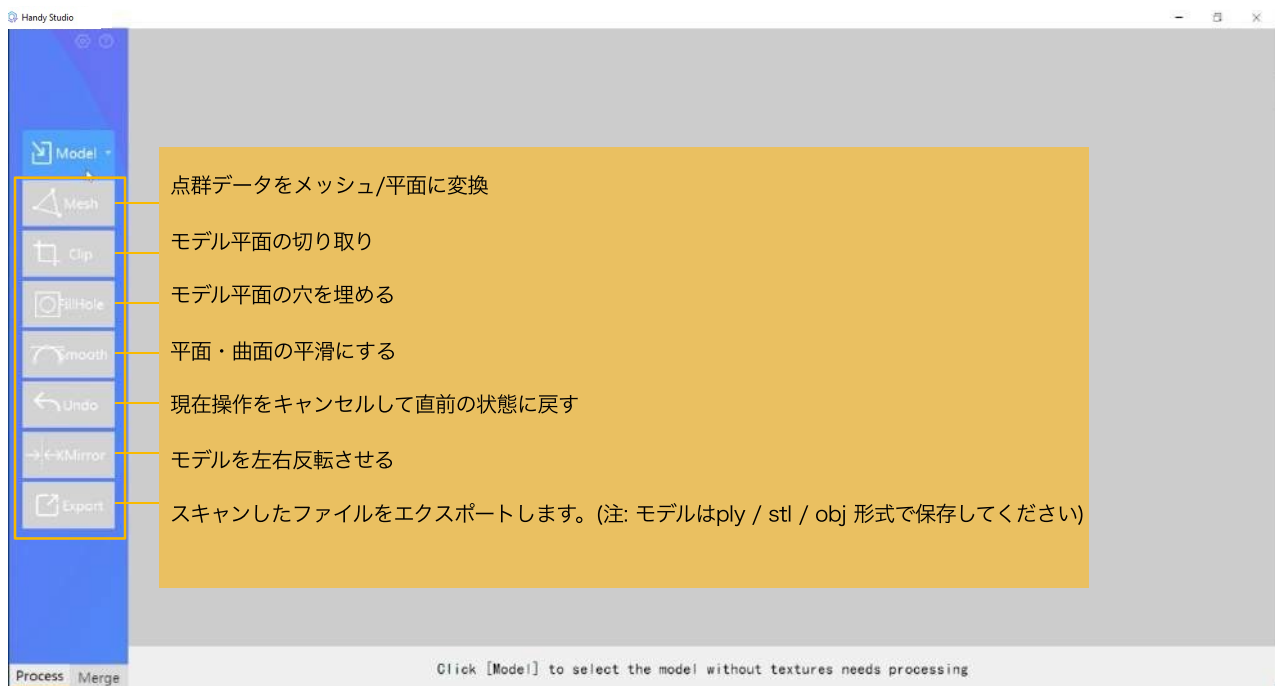 Handy Studio
Model
Mesh
点群データをメッシュ/平面に変換
Clip
モデル平面の切り取り
FillHole
モデル平面の穴を埋める
Smooth
平面・曲面の平滑にする
Undo
現在操作をキャンセルして直前の状態に戻す
XMirror
モデルを左右反転させる
Export
スキャンしたファイルをエクスポートします。(注: モデルはply / stl / obj 形式で保存してください)
Process Merge
Click [Model] to select the model without textures needs processing